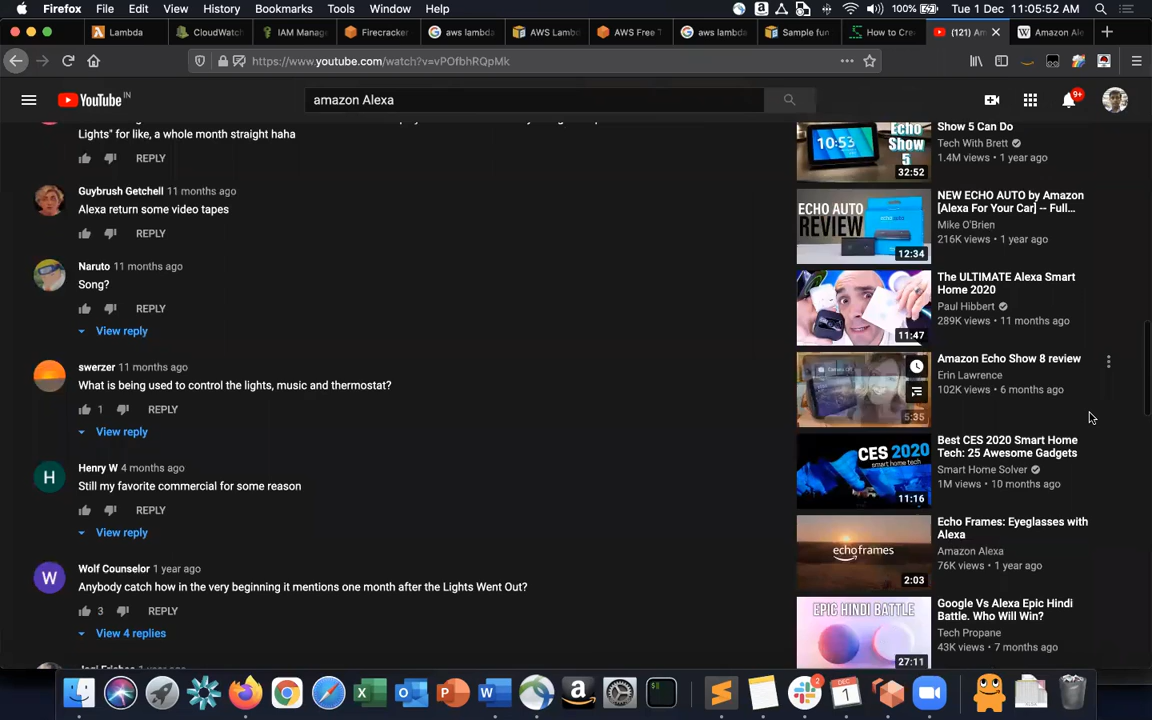 Firefox File Edit View History Bookmarks Tools Window Help 100% Tue 1 Dec 11:05:52 AM
Lambda CloudWatch IAM Manag Firecracker aws lambda AWS Lamb AWS Free T aws lambda Sample fun How to Cre (121) Am Amazon Ale
https://www.youtube.com/watch?v=vPOfbhRQpMk
YouTube IN
amazon Alexa
9+
Lights" for like, a whole month straight haha
REPLY
Guybrush Getchell 11 months ago
Alexa return some video tapes
REPLY
Naruto 11 months ago
Song?
REPLY
View reply
swerzer 11 months ago
What is being used to control the lights, music and thermostat?
1 REPLY
View reply
H
Henry W 4 months ago
Still my favorite commercial for some reason
REPLY
View reply
W
Wolf Counselor 1 year ago
Anybody catch how in the very beginning it mentions one month after the Lights Went Out?
3 REPLY
View 4 replies
10:53
Echo
Show 5
32:52
Show 5 Can Do
Tech With Brett
1.4M views • 1 year ago
ECHO AUTO
REVIEW
12:34
NEW ECHO AUTO by Amazon
[Alexa For Your Car] -- Full...
Mike O'Brien
216K views • 1 year ago
11:47
The ULTIMATE Alexa Smart
Home 2020
Paul Hibbert
289K views • 11 months ago
5:35
Amazon Echo Show 8 review
Erin Lawrence
102K views • 6 months ago
CES 2020
smart home tech
11:16
Best CES 2020 Smart Home
Tech: 25 Awesome Gadgets
Smart Home Solver
1M views • 10 months ago
echo frames
2:03
Echo Frames: Eyeglasses with
Alexa
Amazon Alexa
76K views • 1 year ago
EPIC HINDI BATTLE
27:11
Google Vs Alexa Epic Hindi
Battle. Who Will Win?
Tech Propane
43K views • 7 months ago
2
DEC
1